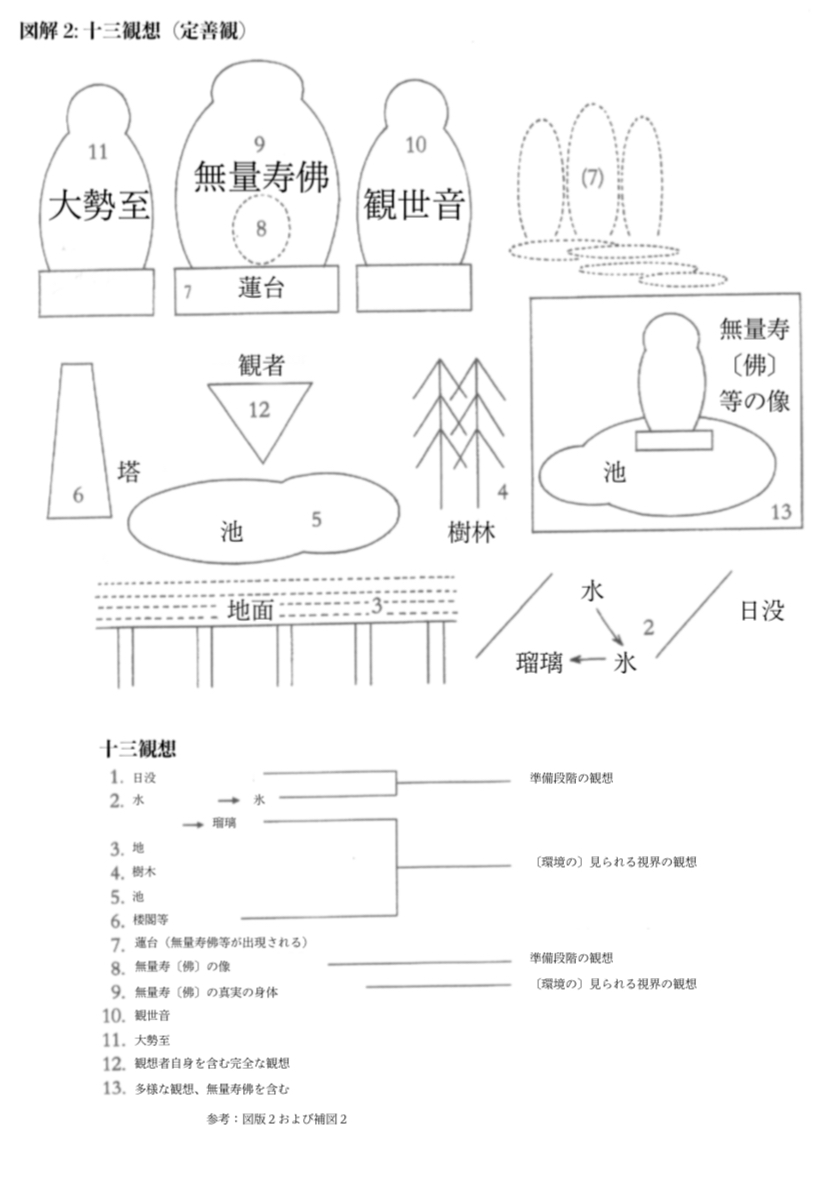 図解 2: 十三観想（定善観）
11
大勢至
9
無量寿佛
8
7
蓮台
10
観世音
(7)
無量寿
〔佛〕
等の像
池
13
6
塔
観者
12
池
5
4
樹林
地面
3
水
2
日没
瑠璃
氷
十三観想
1. 日没
準備段階の観想
2. 水 → 氷
→ 瑠璃
3. 地
〔環境の〕見られる視界の観想
4. 樹木
5. 池
6. 楼閣等
7. 蓮台（無量寿佛等が出現される）
8. 無量寿〔佛〕の像
準備段階の観想
9. 無量寿〔佛〕の真実の身体
〔環境の〕見られる視界の観想
10. 観世音
11. 大勢至
12. 観想者自身を含む完全な観想
13. 多様な観想、無量寿佛を含む
参考：図版２および補図２